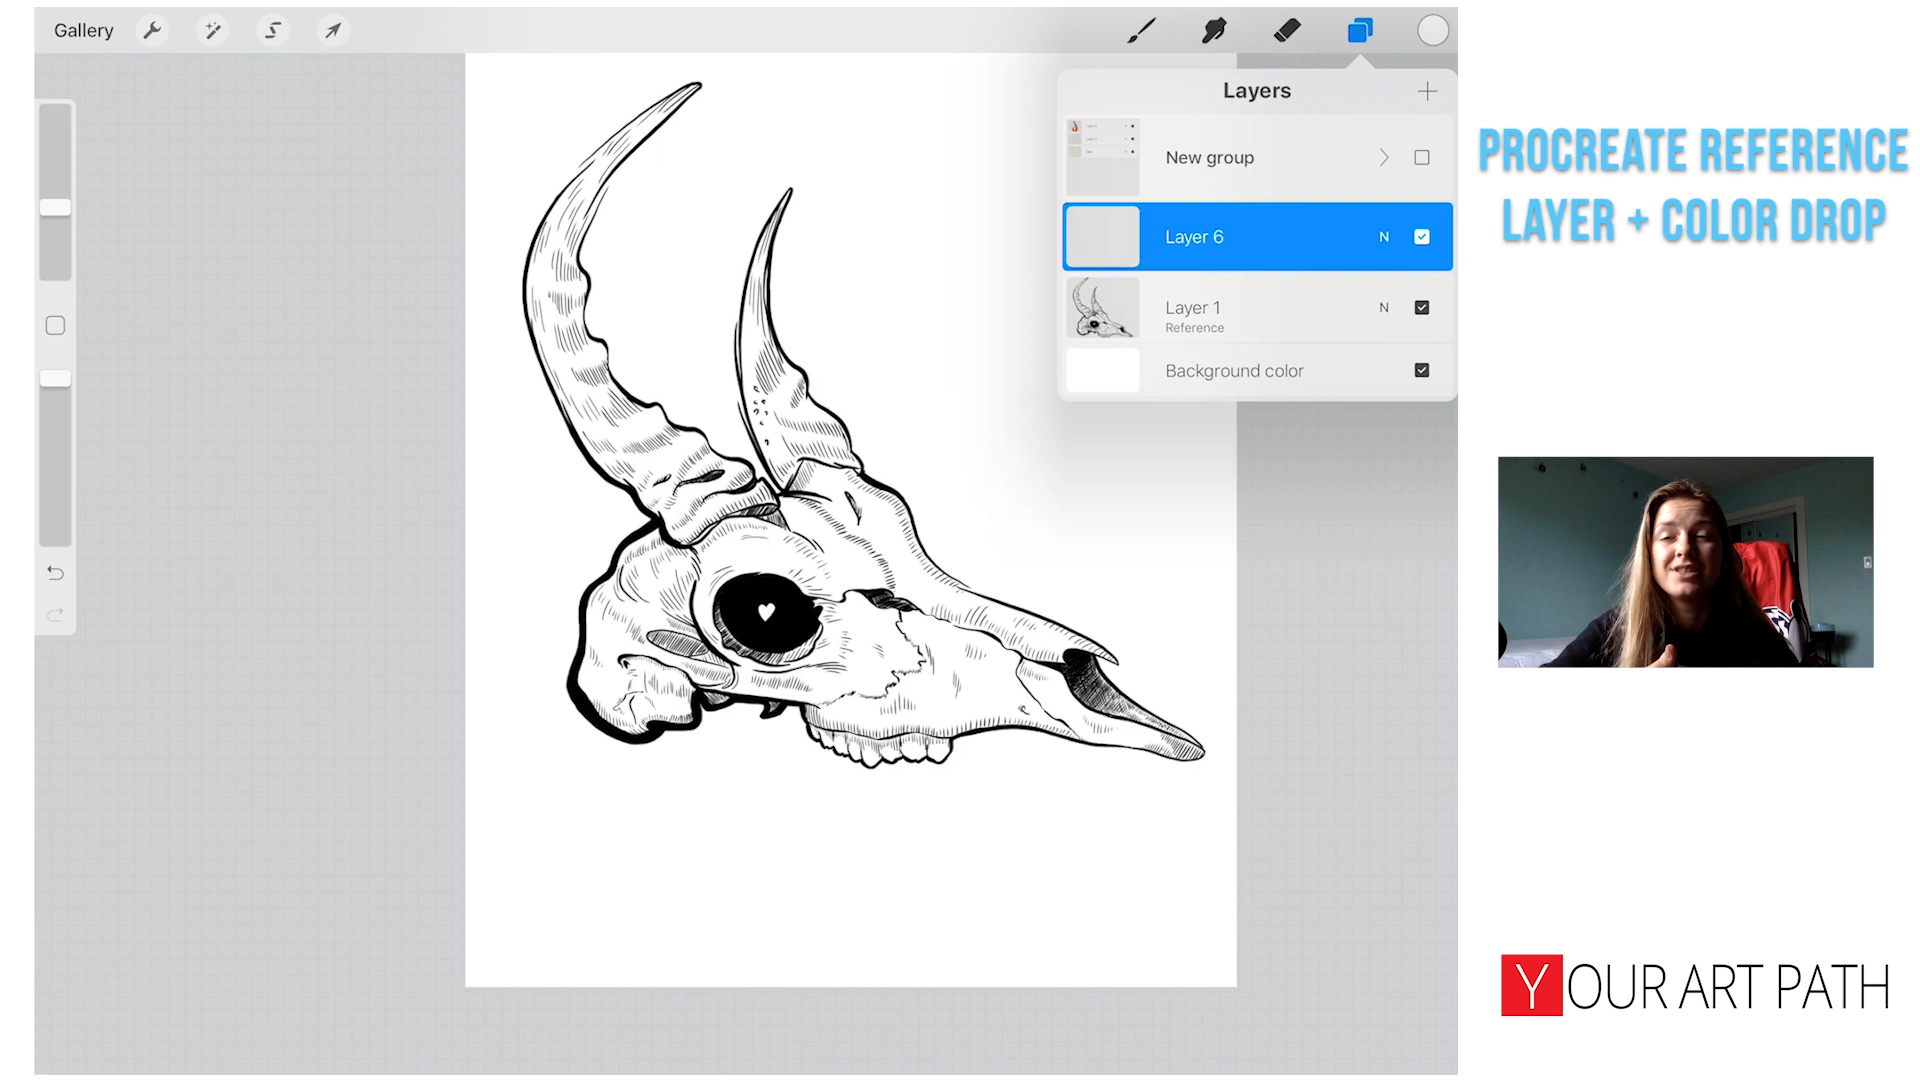 Gallery
Layers
New group
Layer 6 N
Layer 1 N
Reference
Background color
PROCREATE REFERENCE
LAYER + COLOR DROP
YOUR ART PATH